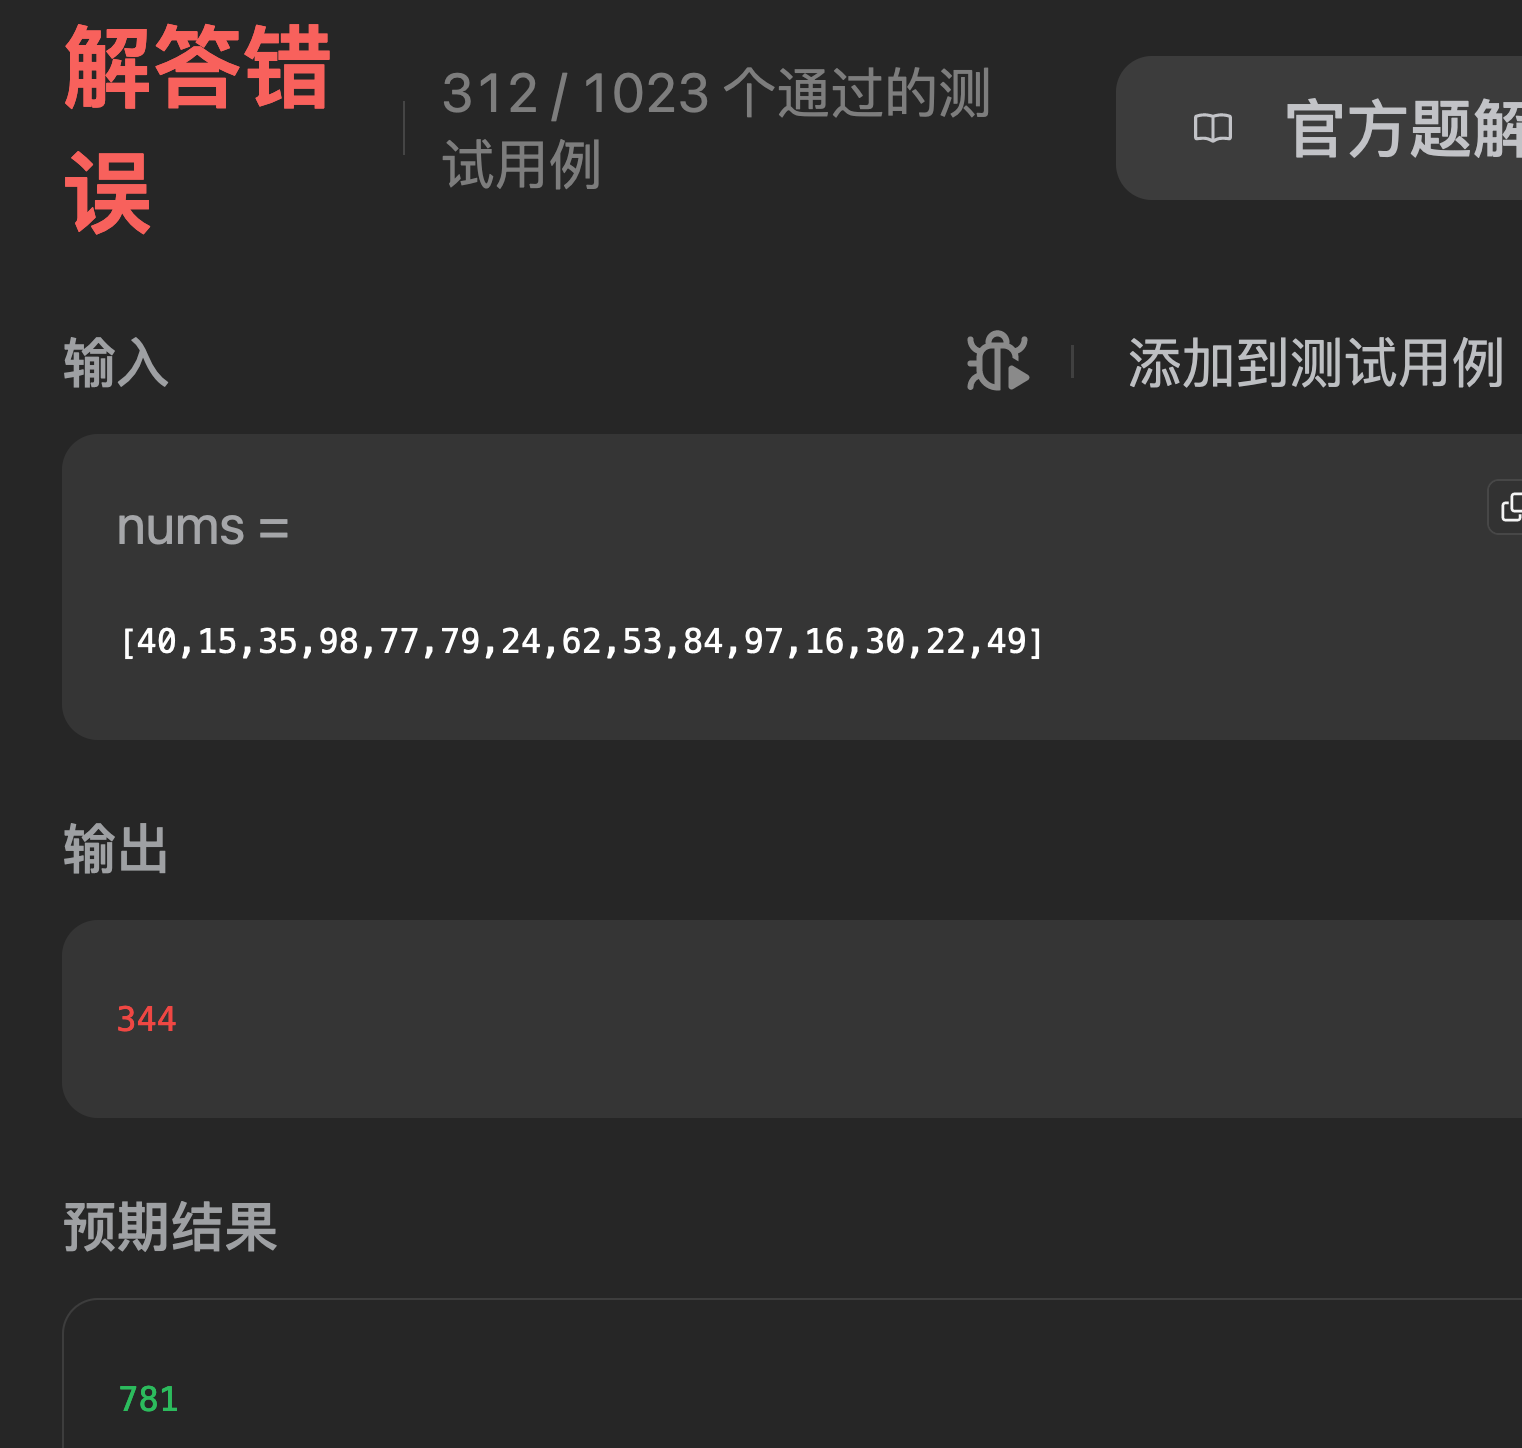 解答错
误
312 / 1023 个通过的测
试用例
官方题解
输入
添加到测试用例
nums =
[40,15,35,98,77,79,24,62,53,84,97,16,30,22,49]
输出
344
预期结果
781